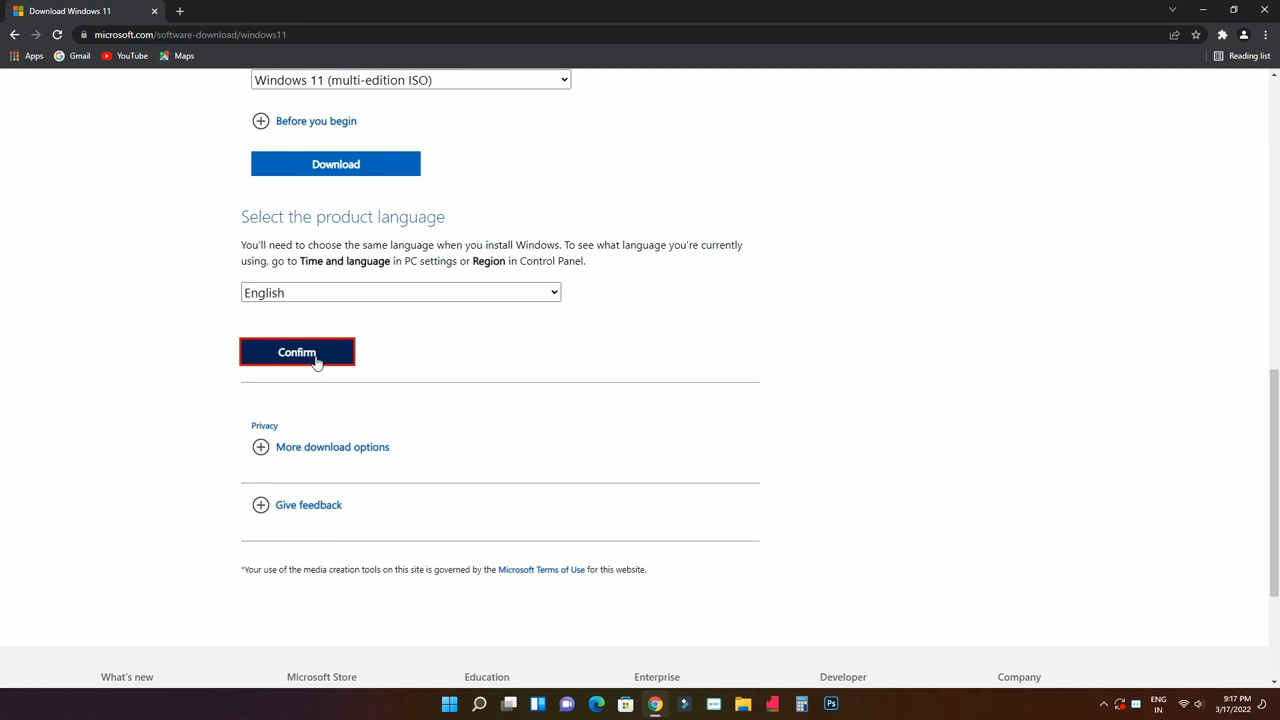 Download Windows 11
microsoft.com/software-download/windows11
Apps Gmail YouTube Maps Reading list
Windows 11 (multi-edition ISO)
Before you begin
Download
Select the product language
You'll need to choose the same language when you install Windows. To see what language you're currently
using, go to Time and language in PC settings or Region in Control Panel.
English
Confirm
Privacy
More download options
Give feedback
*Your use of the media creation tools on this site is governed by the Microsoft Terms of Use for this website.
What's new Microsoft Store Education Enterprise Developer Company
Ps
ENG
IN
9:17 PM
3/17/2022